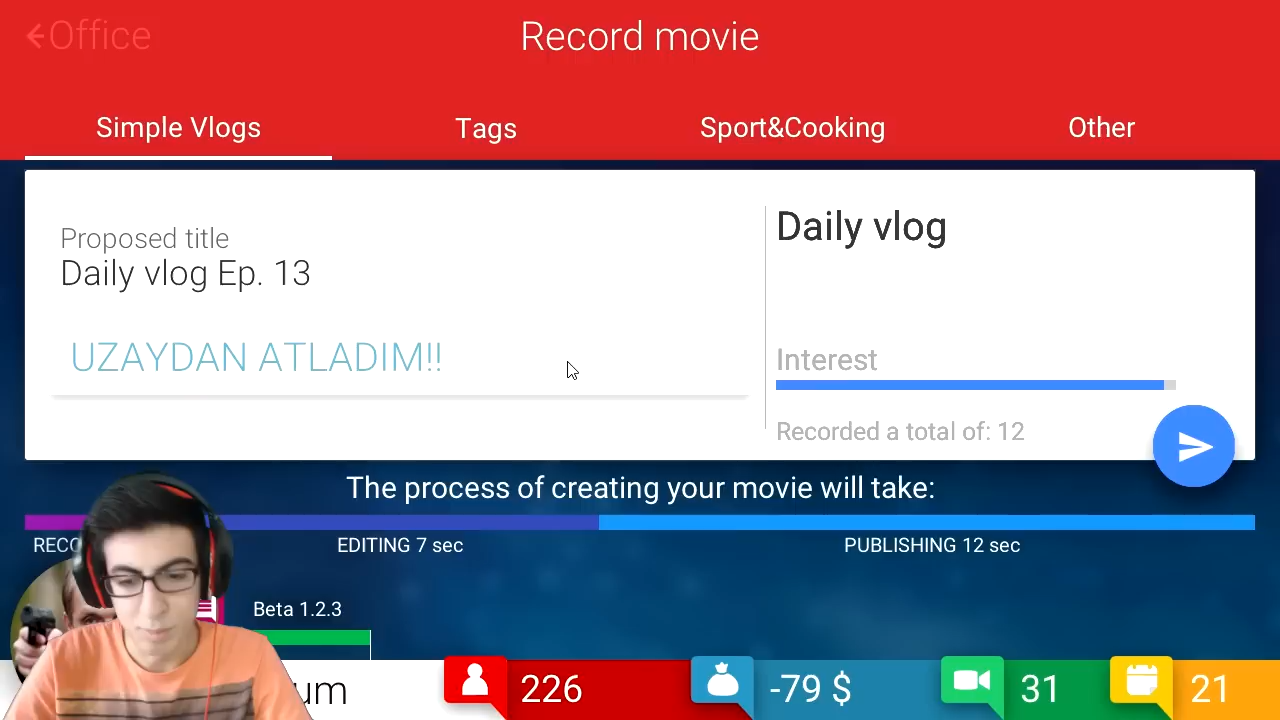 Office
Record movie
Simple Vlogs
Tags
Sport&Cooking
Other
Proposed title
Daily vlog Ep. 13
UZAYDAN ATLADIM!!
Daily vlog
Interest
Recorded a total of: 12
The process of creating your movie will take:
EDITING 7 sec
PUBLISHING 12 sec
Beta 1.2.3
226
-79 $
31
21